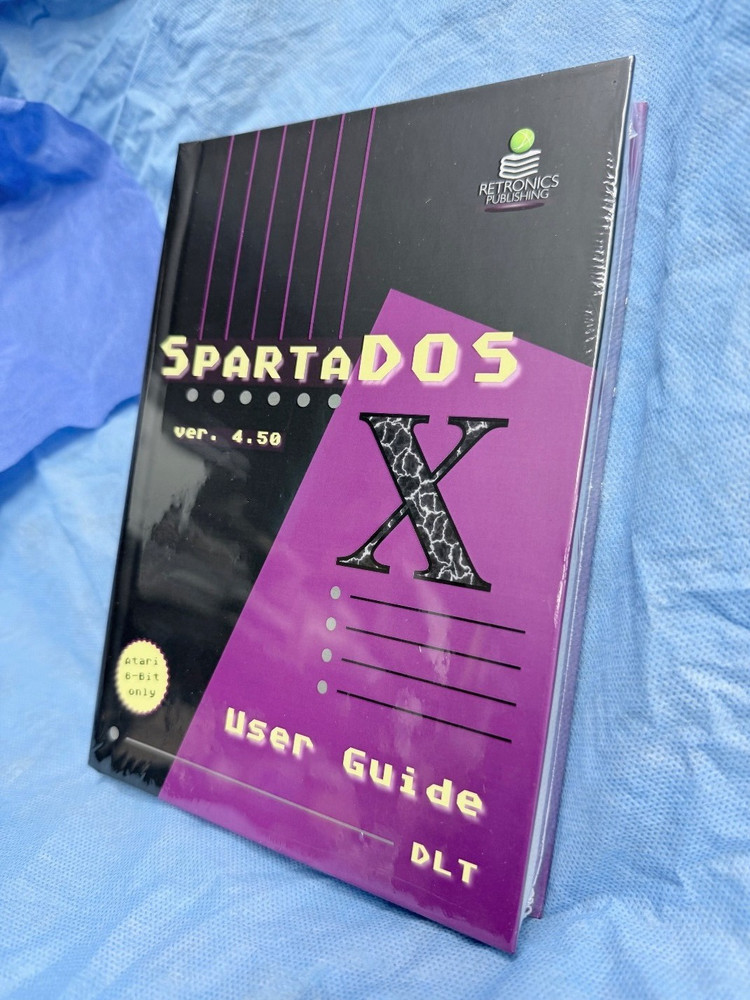 RETRONICS
PUBLISHING
SPARTADOS
X
ver. 4.50
Atari
8-Bit
only
User Guide
DLT